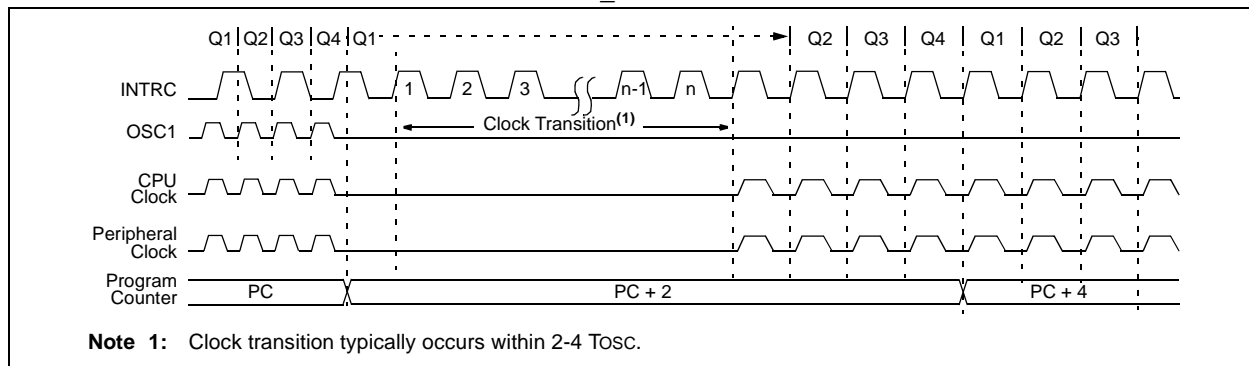 Q1 Q2 Q3 Q4 Q1 Q2 Q3 Q4 Q1 Q2 Q3
INTRC 1 2 3 n-1 n
OSC1 Clock Transition(1)
CPU
Clock
Peripheral
Clock
Program
Counter PC PC + 2 PC + 4
Note 1: Clock transition typically occurs within 2-4 TOSC.